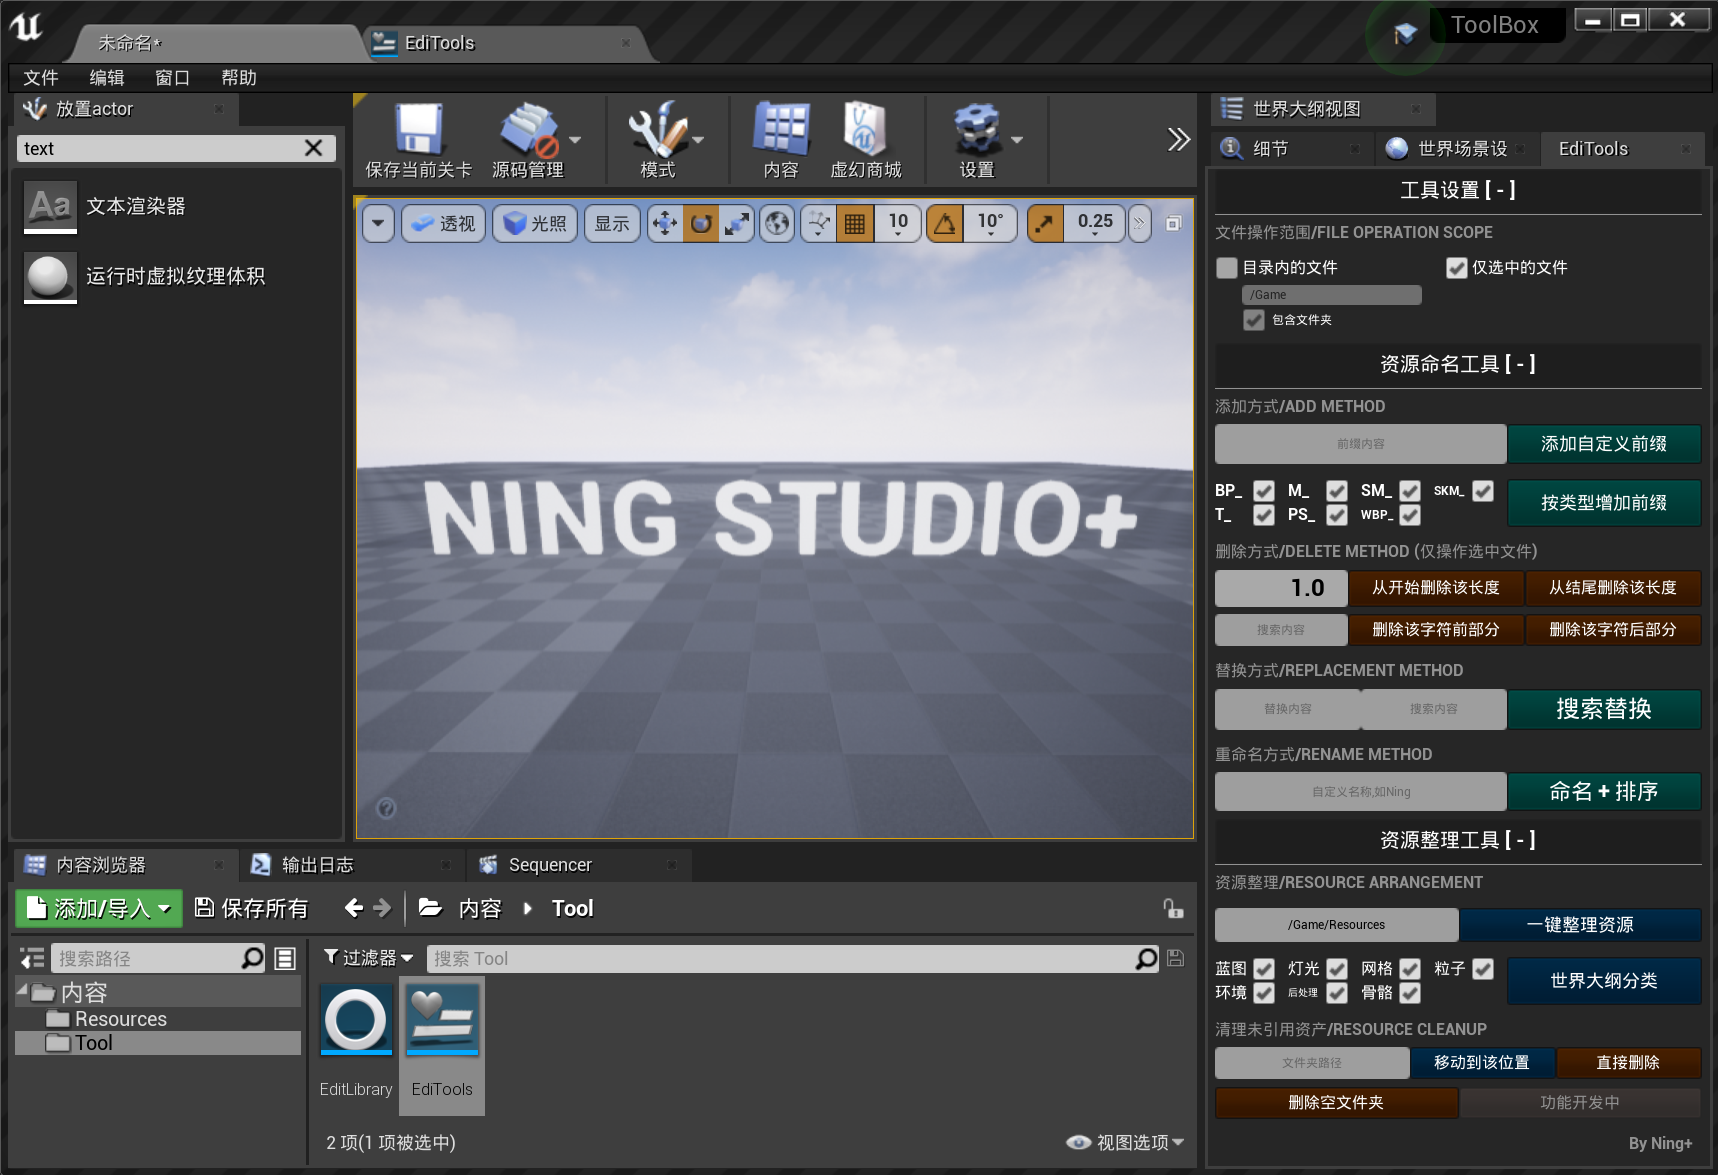 未命名*
EdiTools
ToolBox
文件 编辑 窗口 帮助
放置actor
text
文本渲染器
运行时虚拟纹理体积
保存当前关卡 源码管理 模式 内容 虚幻商城 设置
透视 光照 显示 10 10° 0.25
NING STUDIO+
世界大纲视图
细节 世界场景设 EdiTools
工具设置 [ - ]
文件操作范围/FILE OPERATION SCOPE
目录内的文件 仅选中的文件
/Game
包含文件夹
资源命名工具 [ - ]
添加方式/ADD METHOD
前缀内容 添加自定义前缀
BP_ M_ SM_ SKM_ 按类型增加前缀
T_ PS_ WBP_
删除方式/DELETE METHOD (仅操作选中文件)
1.0 从开始删除该长度 从结尾删除该长度
搜索内容 删除该字符前部分 删除该字符后部分
替换方式/REPLACEMENT METHOD
替换内容 搜索内容 搜索替换
重命名方式/RENAME METHOD
自定义名称,如Ning 命名 + 排序
资源整理工具 [ - ]
资源整理/RESOURCE ARRANGEMENT
/Game/Resources 一键整理资源
蓝图 灯光 网格 粒子 世界大纲分类
环境 后处理 骨骼
清理未引用资产/RESOURCE CLEANUP
文件夹路径 移动到该位置 直接删除
删除空文件夹 功能开发中
By Ning+
内容浏览器 输出日志 Sequencer
添加/导入 保存所有 内容 Tool
搜索路径 过滤器 搜索 Tool
内容
Resources
Tool
Aa
EditLibrary EdiTools
2 项(1 项被选中) 视图选项